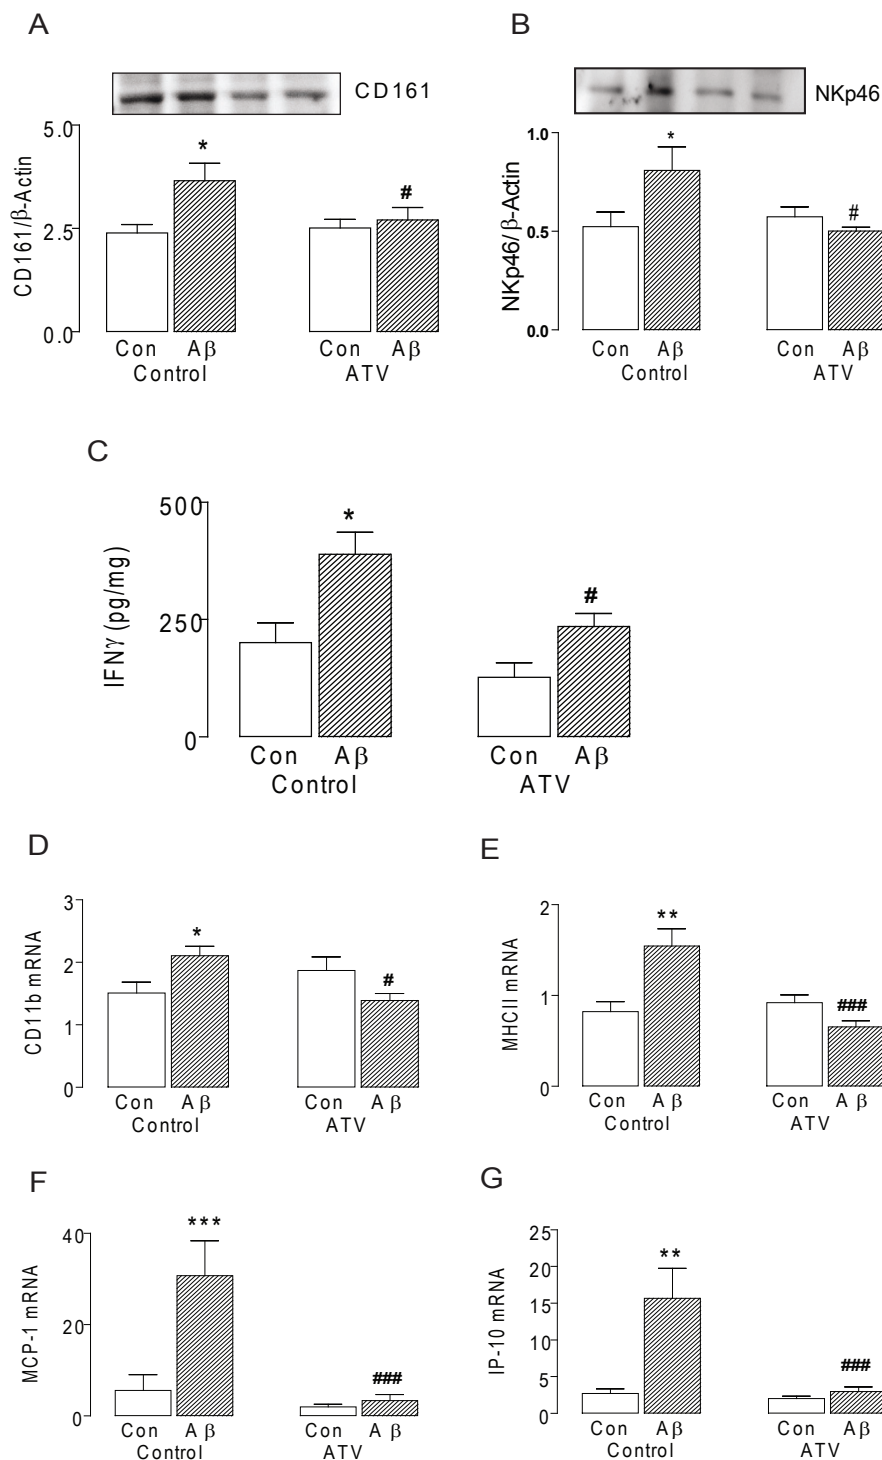 A
CD161
CD161/β-Actin
5.0
2.5
0.0
*
#
Con Aβ Con Aβ
Control ATV
B
NKp46
NKp46/β-Actin
1.0
0.5
0.0
*
#
Con Aβ Con Aβ
Control ATV
C
IFNγ (pg/mg)
500
250
0
*
#
Con Aβ Con Aβ
Control ATV
D
CD11b mRNA
3
2
1
0
*
#
Con Aβ Con Aβ
Control ATV
E
MHCII mRNA
2
1
0
**
###
Con Aβ Con Aβ
Control ATV
F
MCP-1 mRNA
40
20
0
***
###
Con Aβ Con Aβ
Control ATV
G
IP-10 mRNA
25
20
15
10
5
0
**
###
Con Aβ Con Aβ
Control ATV